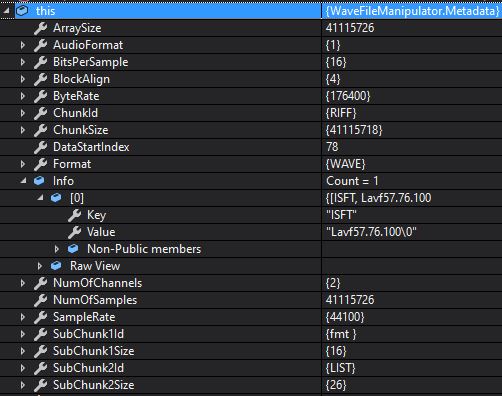 this {WaveFileManipulator.Metadata}
ArraySize 41115726
AudioFormat {1}
BitsPerSample {16}
BlockAlign {4}
ByteRate {176400}
ChunkId {RIFF}
ChunkSize {41115718}
DataStartIndex 78
Format {WAVE}
Info Count = 1
[0] {[ISFT, Lavf57.76.100
Key "ISFT"
Value "Lavf57.76.100\0"
Non-Public members
Raw View
NumOfChannels {2}
NumOfSamples 41115726
SampleRate {44100}
SubChunk1Id {fmt }
SubChunk1Size {16}
SubChunk2Id {LIST}
SubChunk2Size {26}